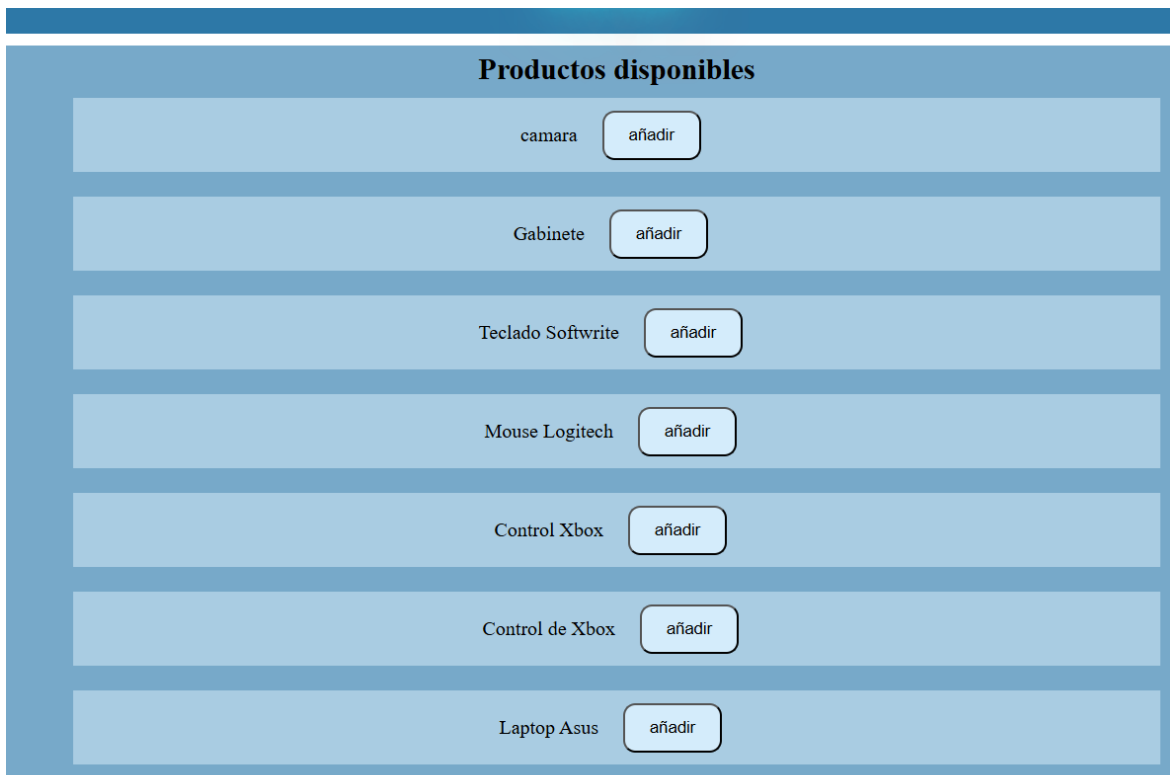 Productos disponibles
camara añadir
Gabinete añadir
Teclado Softwrite añadir
Mouse Logitech añadir
Control Xbox añadir
Control de Xbox añadir
Laptop Asus añadir